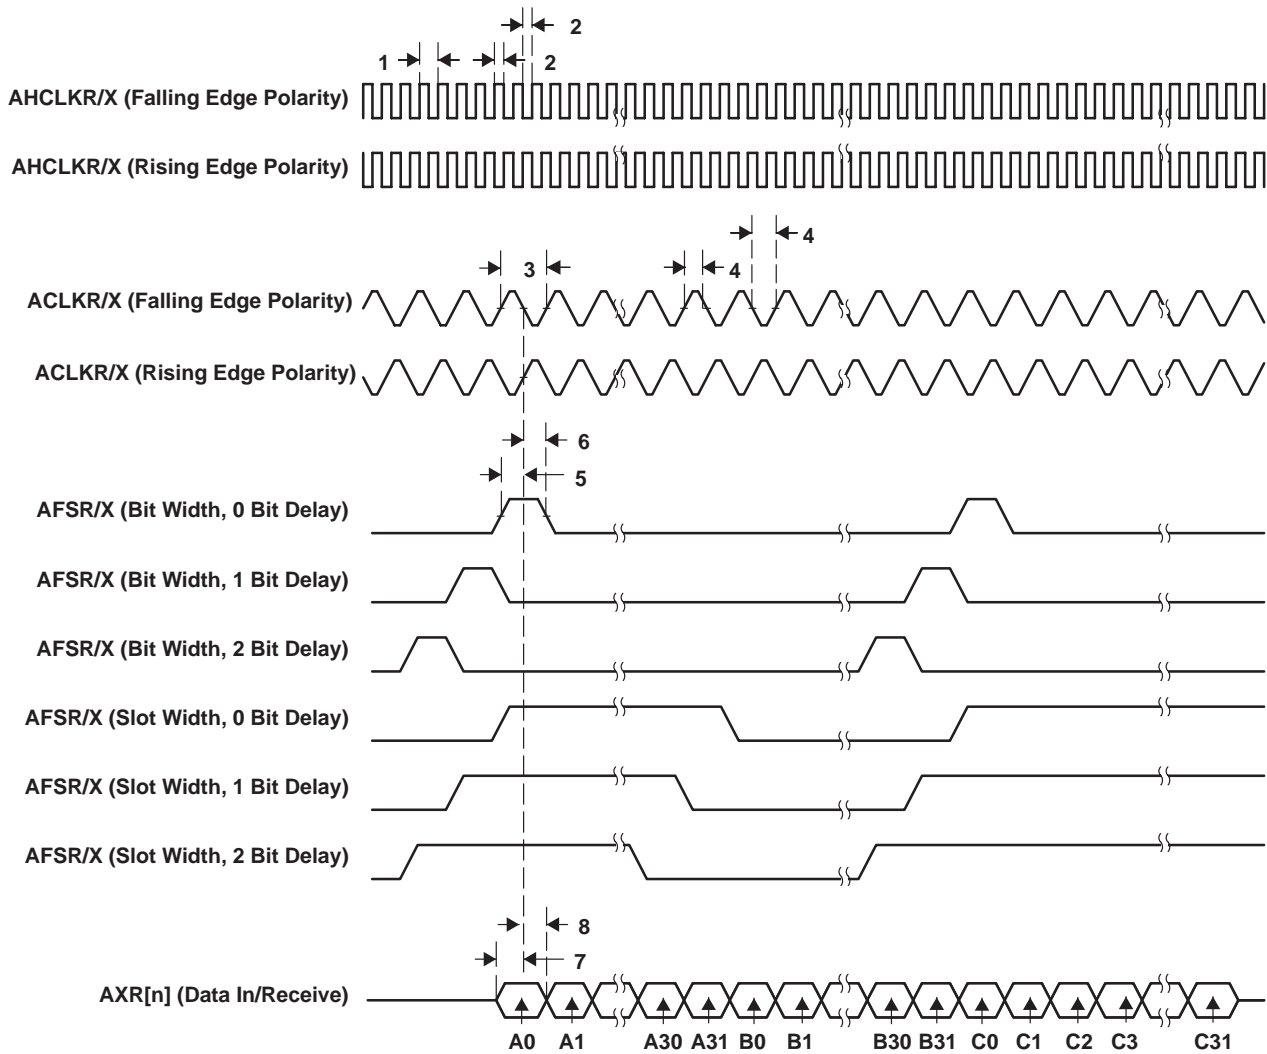 2
1 2
AHCLKR/X (Falling Edge Polarity)
AHCLKR/X (Rising Edge Polarity)
4
3 4
ACLKR/X (Falling Edge Polarity)
ACLKR/X (Rising Edge Polarity)
6
5
AFSR/X (Bit Width, 0 Bit Delay)
AFSR/X (Bit Width, 1 Bit Delay)
AFSR/X (Bit Width, 2 Bit Delay)
AFSR/X (Slot Width, 0 Bit Delay)
AFSR/X (Slot Width, 1 Bit Delay)
AFSR/X (Slot Width, 2 Bit Delay)
8
7
AXR[n] (Data In/Receive)
A0 A1 A30 A31 B0 B1 B30 B31 C0 C1 C2 C3 C31